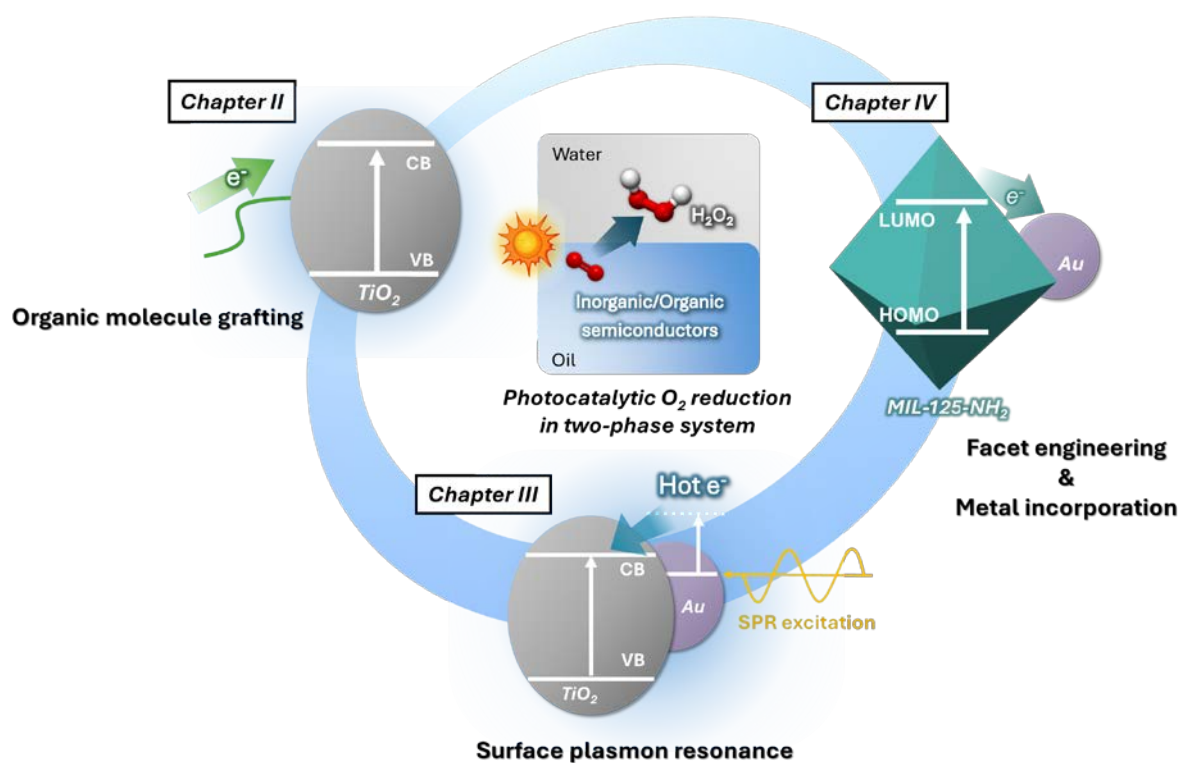 Chapter II
e-
CB
VB
TiO2
Organic molecule grafting
Water
H2O2
Inorganic/Organic
semiconductors
Oil
Photocatalytic O2 reduction
in two-phase system
Chapter IV
LUMO
HOMO
e-
Au
MIL-125-NH2
Facet engineering
&
Metal incorporation
Chapter III
Hot e-
CB
VB
TiO2
Au
SPR excitation
Surface plasmon resonance